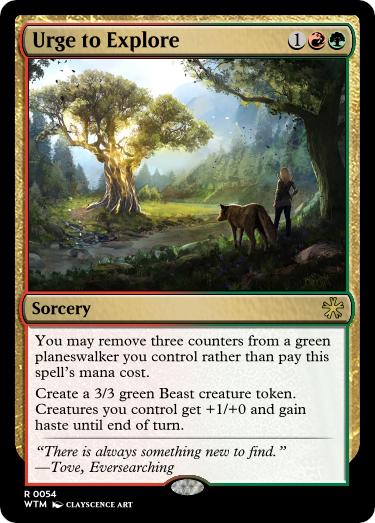 Urge to Explore 1
Sorcery
You may remove three counters from a green
planeswalker you control rather than pay this
spell's mana cost.
Create a 3/3 green Beast creature token.
Creatures you control get +1/+0 and gain
haste until end of turn.
“There is always something new to find.”
—Tove, Eversearching
R 0054
WTM CLAYSCIENCE ART